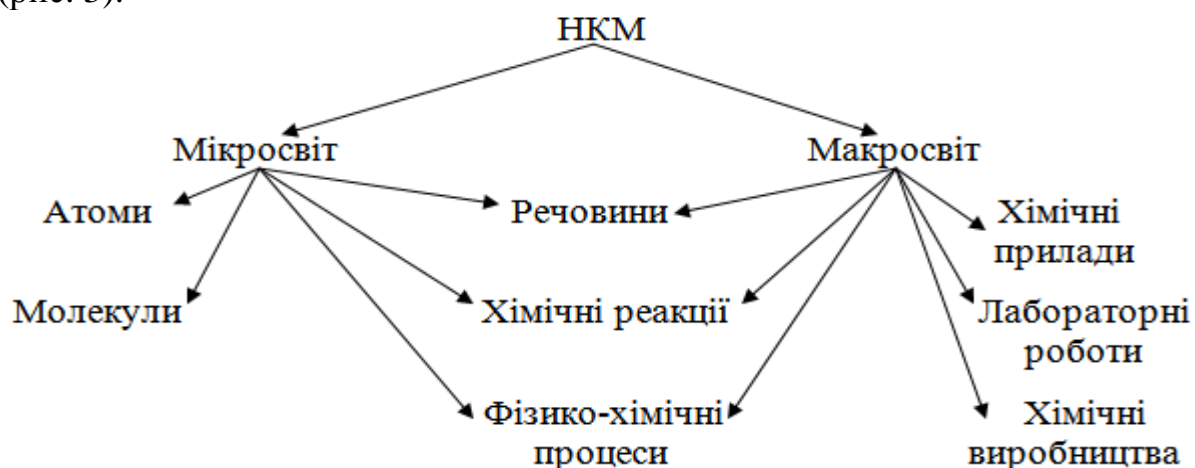 (рис. 3).
НКМ
Мікросвіт
Макросвіт
Атоми
Речовини
Хімічні
прилади
Молекули
Хімічні реакції
Лабораторні
роботи
Фізико-хімічні
процеси
Хімічні
виробництва